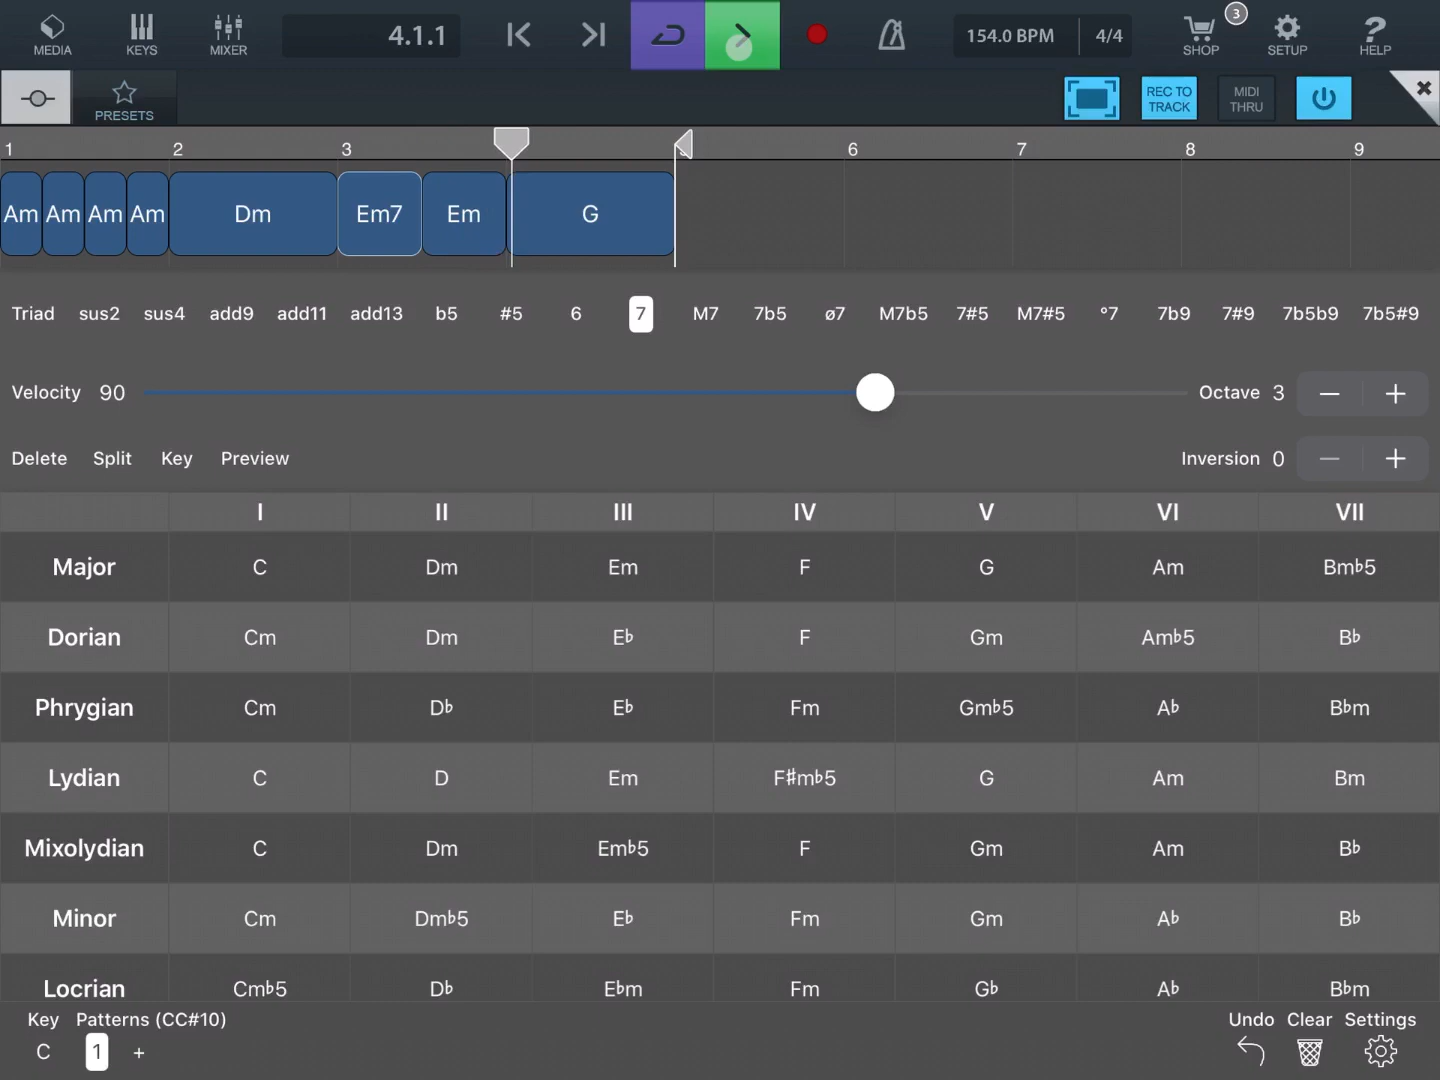 MEDIA KEYS MIXER 4.1.1 154.0 BPM 4/4 SHOP 3 SETUP ? HELP
PRESETS REC TO TRACK MIDI THRU
1 2 3 6 7 8 9
Am Am Am Am Dm Em7 Em G
Triad sus2 sus4 add9 add11 add13 b5 #5 6 7 M7 7b5 ø7 M7b5 7#5 M7#5 °7 7b9 7#9 7b5b9 7b5#9
Velocity 90 Octave 3 − +
Delete Split Key Preview Inversion 0 − +
I II III IV V VI VII
Major C Dm Em F G Am Bm♭5
Dorian Cm Dm E♭ F Gm Am♭5 B♭
Phrygian Cm D♭ E♭ Fm Gm♭5 A♭ B♭m
Lydian C D Em F♯m♭5 G Am Bm
Mixolydian C Dm Em♭5 F Gm Am B♭
Minor Cm Dm♭5 E♭ Fm Gm A♭ B♭
Locrian Cm♭5 D♭ E♭m Fm G♭ A♭ B♭m
Key Patterns (CC#10) Undo Clear Settings
C 1 +